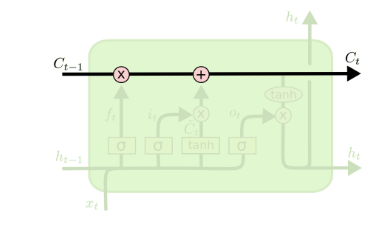 h_t
C_{t-1} x + C_t
tanh
f_t i_t x o_t x
C̃_t
σ σ tanh σ
h_{t-1} h_t
x_t